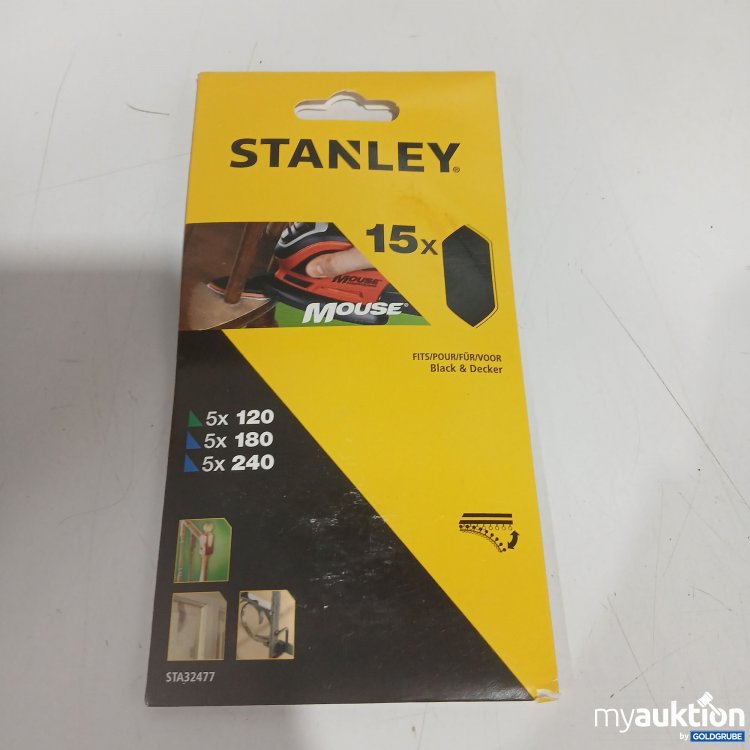 STANLEY®
15x
MOUSE
MOUSE®
FITS/POUR/FÜR/VOOR
Black & Decker
5x 120
5x 180
5x 240
STA32477
myauktion
by GOLDGRUBE